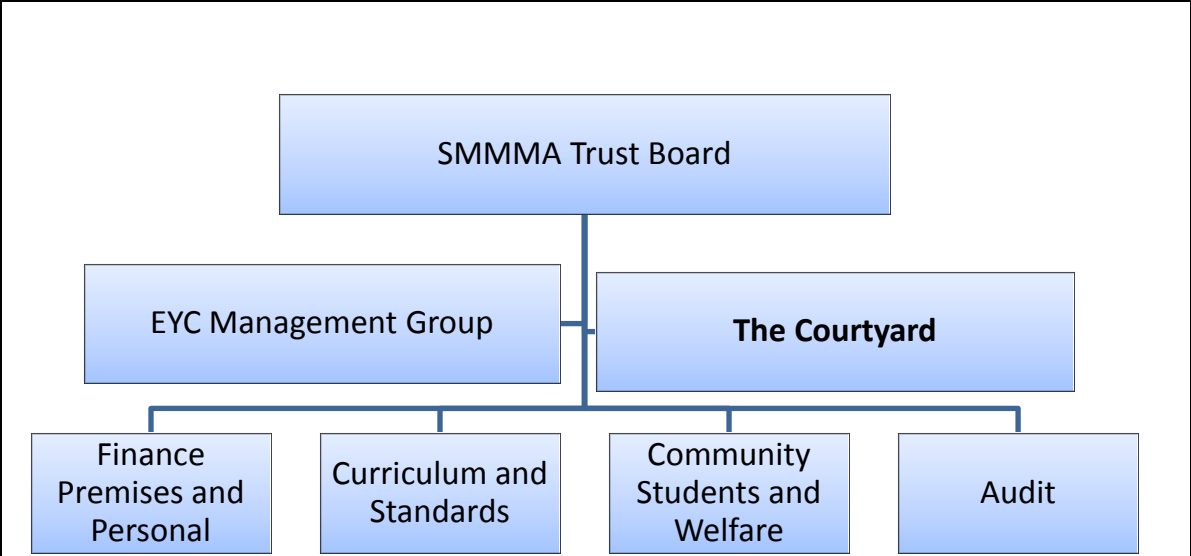 SMMMA Trust Board
EYC Management Group
The Courtyard
Finance
Premises and
Personal
Curriculum and
Standards
Community
Students and
Welfare
Audit